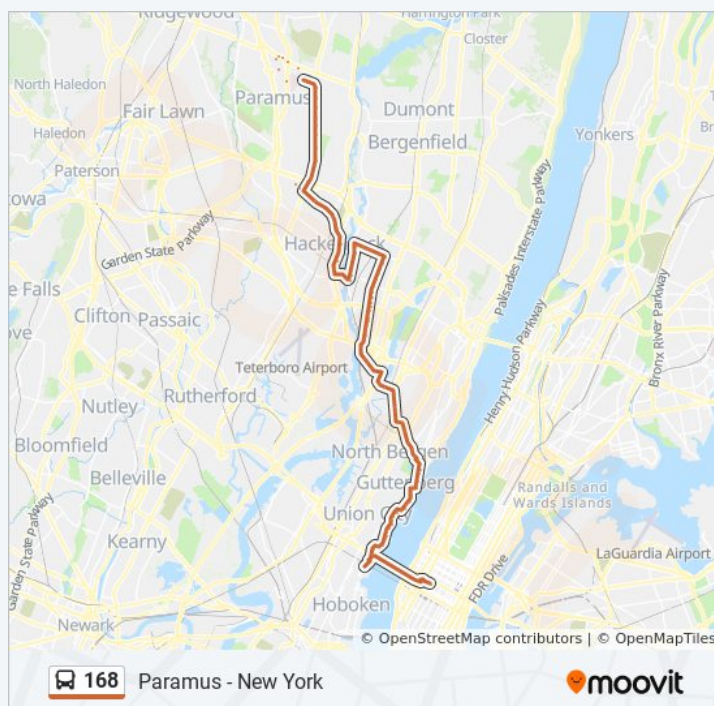 Ridgewood
Harrington Park
Closter
North Haledon
Paramus
Fair Lawn
Dumont
Haledon
Bergenfield
Yonkers
Paterson
Palisades Interstate Parkway
Garden State Parkway
Hackensack
Bronx River Parkway
Clifton
Passaic
Henry Hudson Parkway
Teterboro Airport
Rutherford
Nutley
North Bergen
Bloomfield
Guttenberg
Belleville
Randalls and
Wards Islands
Union City
Garden State Parkway
Kearny
LaGuardia Airport
FDR Drive
Hoboken
Newark
© OpenStreetMap contributors | © OpenMapTiles
168 Paramus - New York
moovit